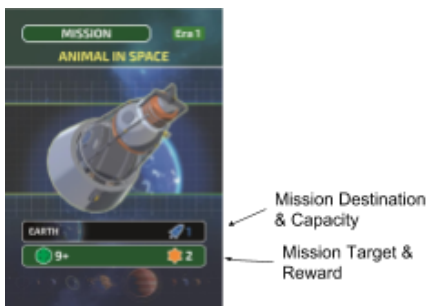 MISSION Era 1
ANIMAL IN SPACE
EARTH 1
Mission Destination
& Capacity
9+ 2
Mission Target &
Reward